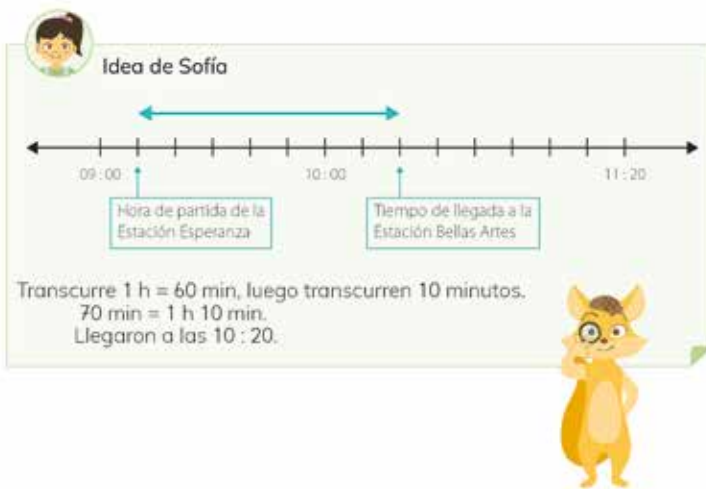 Idea de Sofía
09 : 00
10 : 00
11 : 20
Hora de partida de la
Estación Esperanza
Tiempo de llegada a la
Estación Bellas Artes
Transcurre 1 h = 60 min, luego transcurren 10 minutos.
70 min = 1 h 10 min.
Llegaron a las 10 : 20.